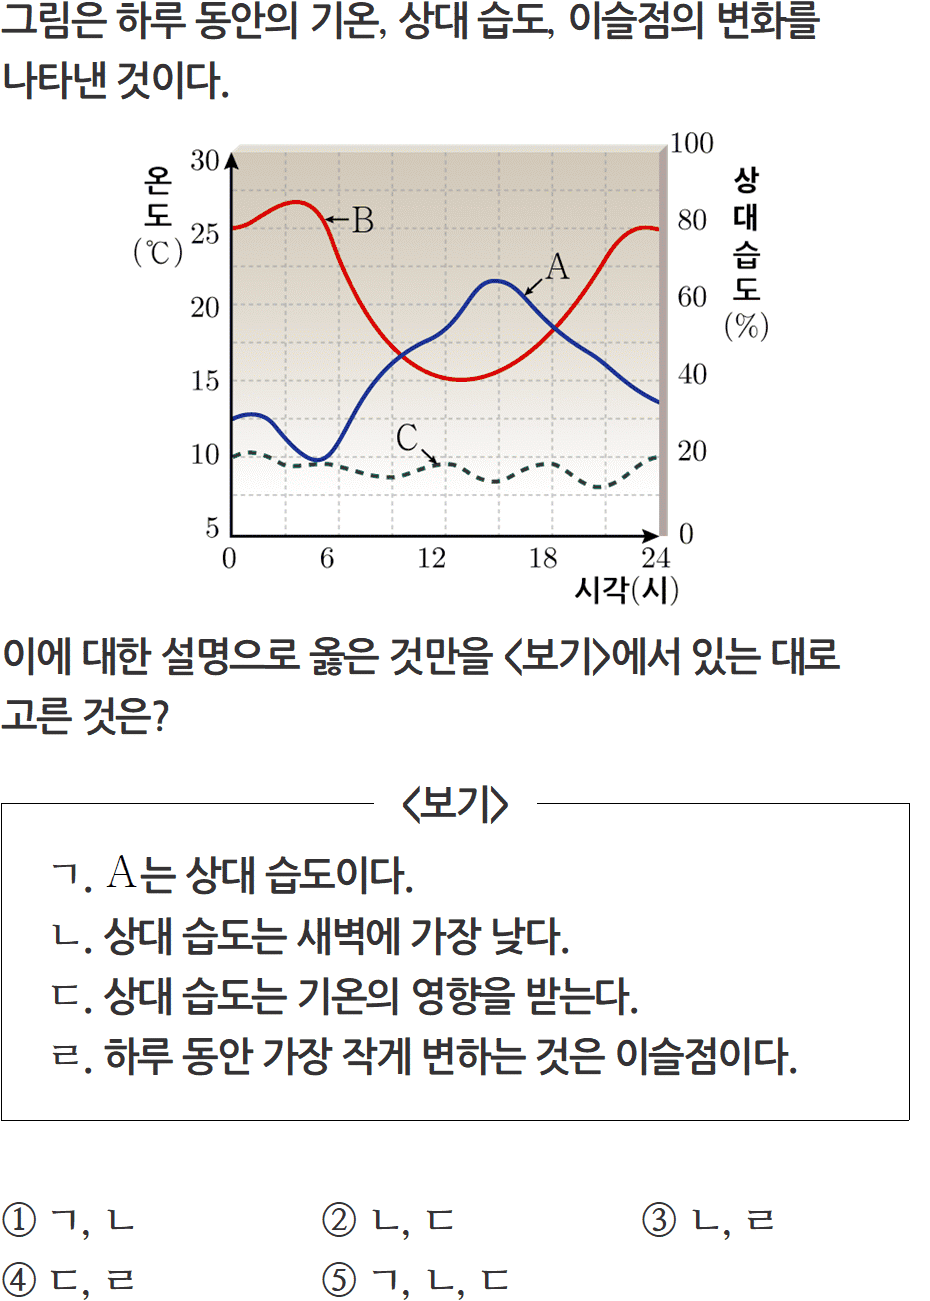 그림은 하루 동안의 기온, 상대 습도, 이슬점의 변화를
나타낸 것이다.
온도(℃)
30
25
20
15
10
5
B
A
C
100
80
60
40
20
0
상대습도(%)
0 6 12 18 24
시각(시)
이에 대한 설명으로 옳은 것만을 <보기>에서 있는 대로
고른 것은?
<보기>
ㄱ. A는 상대 습도이다.
ㄴ. 상대 습도는 새벽에 가장 낮다.
ㄷ. 상대 습도는 기온의 영향을 받는다.
ㄹ. 하루 동안 가장 작게 변하는 것은 이슬점이다.
① ㄱ, ㄴ ② ㄴ, ㄷ ③ ㄴ, ㄹ
④ ㄷ, ㄹ ⑤ ㄱ, ㄴ, ㄷ